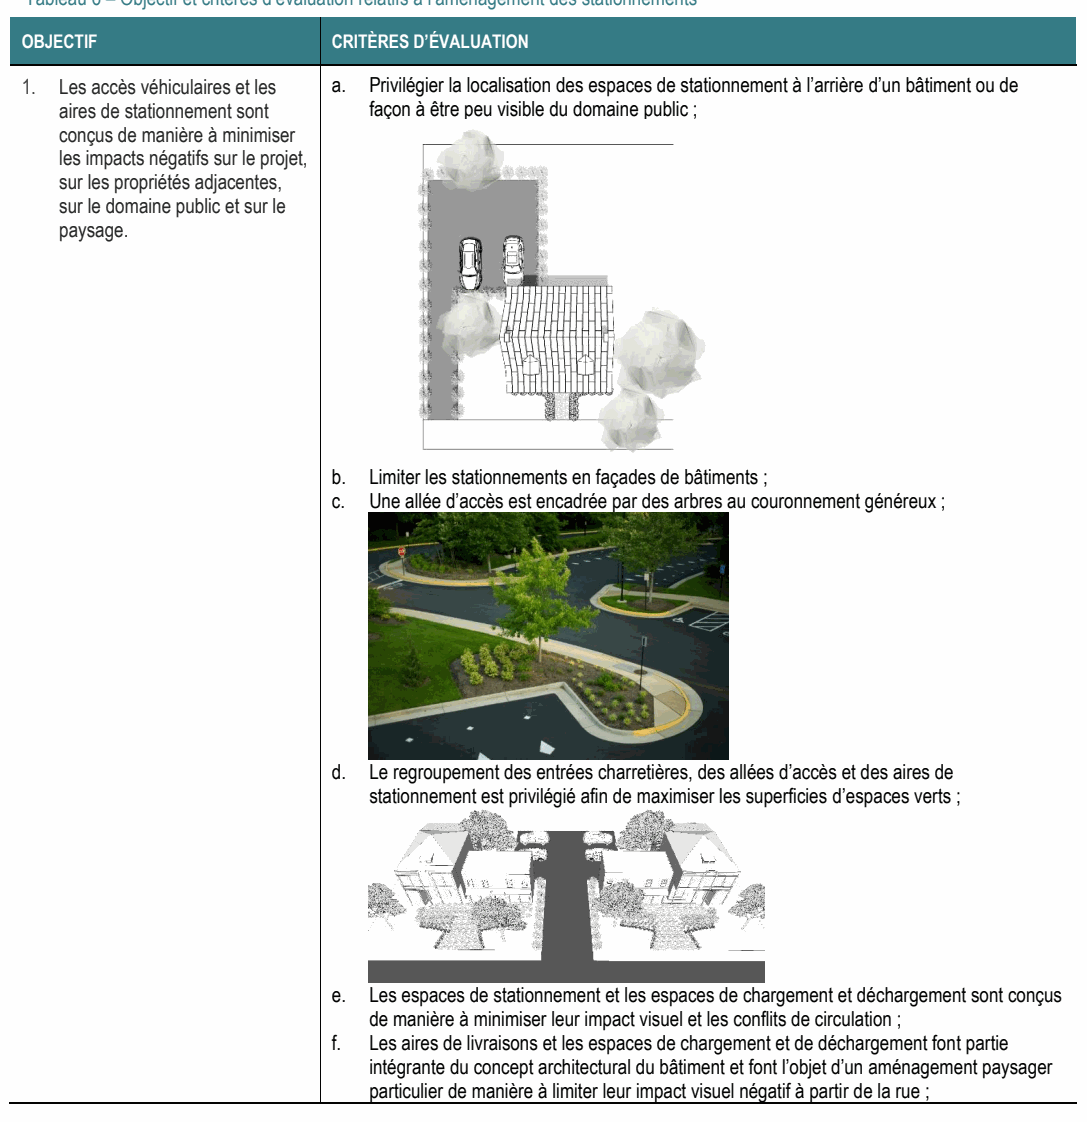 Tableau 6 – Objectif et critères d'évaluation relatifs à l'aménagement des stationnements
OBJECTIF
CRITÈRES D'ÉVALUATION
1. Les accès véhiculaires et les
aires de stationnement sont
conçus de manière à minimiser
les impacts négatifs sur le projet,
sur les propriétés adjacentes,
sur le domaine public et sur le
paysage.
a. Privilégier la localisation des espaces de stationnement à l'arrière d'un bâtiment ou de
façon à être peu visible du domaine public ;
b. Limiter les stationnements en façades de bâtiments ;
c. Une allée d'accès est encadrée par des arbres au couronnement généreux ;
d. Le regroupement des entrées charretières, des allées d'accès et des aires de
stationnement est privilégié afin de maximiser les superficies d'espaces verts ;
e. Les espaces de stationnement et les espaces de chargement et déchargement sont conçus
de manière à minimiser leur impact visuel et les conflits de circulation ;
f. Les aires de livraisons et les espaces de chargement et de déchargement font partie
intégrante du concept architectural du bâtiment et font l'objet d'un aménagement paysager
particulier de manière à limiter leur impact visuel négatif à partir de la rue ;